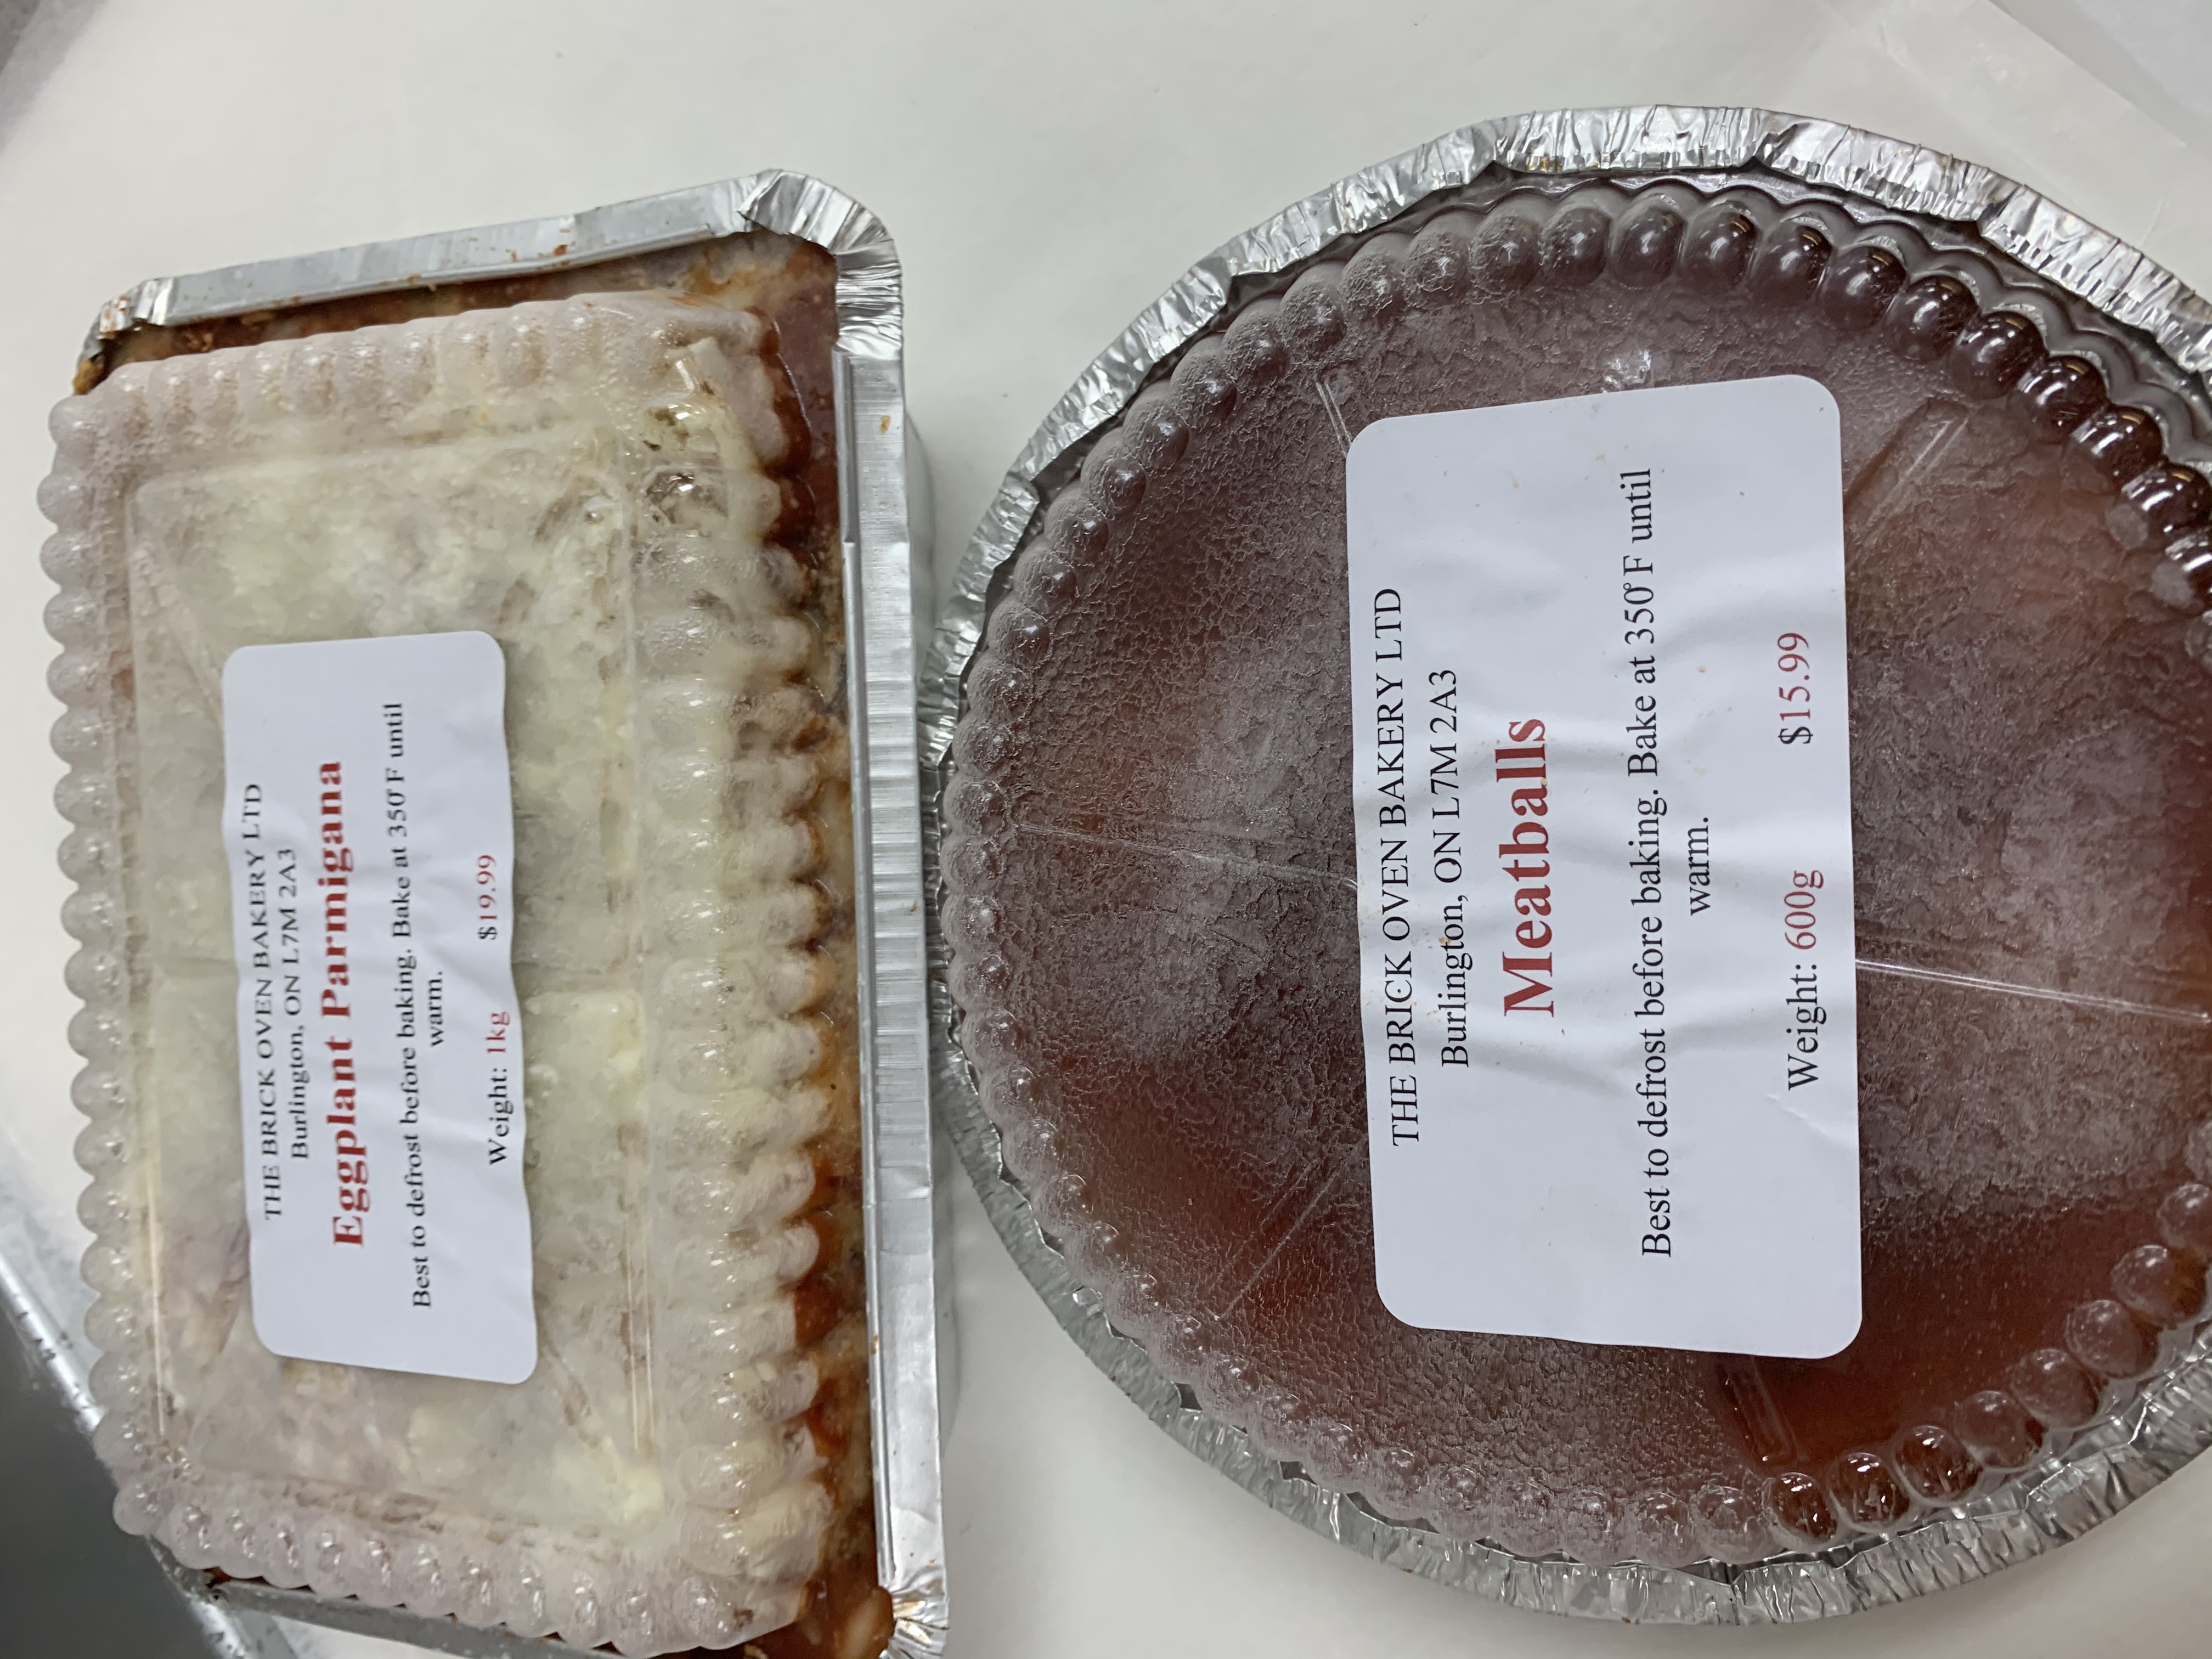 THE BRICK OVEN BAKERY LTD
Burlington, ON L7M 2A3
Eggplant Parmigana
Best to defrost before baking. Bake at 350°F until
warm.
Weight: 1kg $19.99
THE BRICK OVEN BAKERY LTD
Burlington, ON L7M 2A3
Meatballs
Best to defrost before baking. Bake at 350°F until
warm.
Weight: 600g $15.99